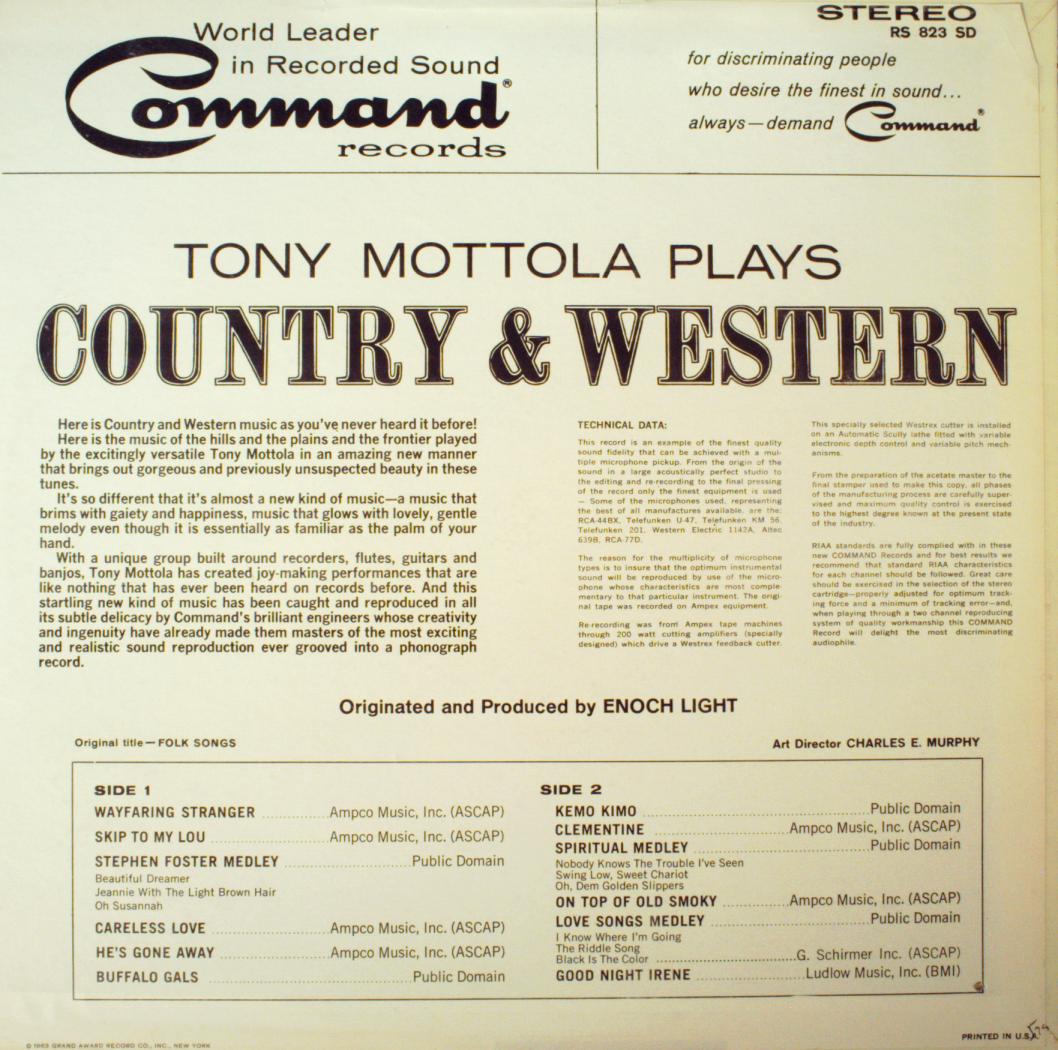 World Leader
in Recorded Sound
Command®
records
STEREO
RS 823 SD
for discriminating people
who desire the finest in sound...
always—demand Command®
TONY MOTTOLA PLAYS
COUNTRY & WESTERN
Here is Country and Western music as you've never heard it before!
Here is the music of the hills and the plains and the frontier played
by the excitingly versatile Tony Mottola in an amazing new manner
that brings out gorgeous and previously unsuspected beauty in these
tunes.
It's so different that it's almost a new kind of music—a music that
brims with gaiety and happiness, music that glows with lovely, gentle
melody even though it is essentially as familiar as the palm of your
hand.
With a unique group built around recorders, flutes, guitars and
banjos, Tony Mottola has created joy-making performances that are
like nothing that has ever been heard on records before. And this
startling new kind of music has been caught and reproduced in all
its subtle delicacy by Command's brilliant engineers whose creativity
and ingenuity have already made them masters of the most exciting
and realistic sound reproduction ever grooved into a phonograph
record.
TECHNICAL DATA:
This record is an example of the finest quality
sound fidelity that can be achieved with a mul-
tiple microphone pickup. From the origin of the
sound in a large acoustically perfect studio to
the editing and re-recording to the final pressing
of the record only the finest equipment is used
— Some of the microphones used, representing
the best of all manufactures available, are the:
RCA-44BX, Telefunken U-47, Telefunken KM 56,
Telefunken 201, Western Electric 1142A, Altec
639B, RCA-77D.
The reason for the multiplicity of microphone
types is to insure that the optimum instrumental
sound will be reproduced by use of the micro-
phone whose characteristics are most comple-
mentary to that particular instrument. The origi-
nal tape was recorded on Ampex equipment.
Re-recording was from Ampex tape machines
through 200 watt cutting amplifiers (specially
designed) which drive a Westrex feedback cutter.
This specially selected Westrex cutter is installed
on an Automatic Scully lathe fitted with variable
electronic depth control and variable pitch mech-
anisms.
From the preparation of the acetate master to the
final stamper used to make this copy, all phases
of the manufacturing process are carefully super-
vised and maximum quality control is exercised
to the highest degree known at the present state
of the industry.
RIAA standards are fully complied with in these
new COMMAND Records and for best results we
recommend that standard RIAA characteristics
for each channel should be followed. Great care
should be exercised in the selection of the stereo
cartridge—properly adjusted for optimum track-
ing force and a minimum of tracking error—and,
when playing through a two channel reproducing
system of quality workmanship this COMMAND
Record will delight the most discriminating
audiophile.
Originated and Produced by ENOCH LIGHT
Original title—FOLK SONGS
Art Director CHARLES E. MURPHY
SIDE 1
WAYFARING STRANGER ............ Ampco Music, Inc. (ASCAP)
SKIP TO MY LOU ............ Ampco Music, Inc. (ASCAP)
STEPHEN FOSTER MEDLEY ............ Public Domain
Beautiful Dreamer
Jeannie With The Light Brown Hair
Oh Susannah
CARELESS LOVE ............ Ampco Music, Inc. (ASCAP)
HE'S GONE AWAY ............ Ampco Music, Inc. (ASCAP)
BUFFALO GALS ............ Public Domain
SIDE 2
KEMO KIMO ............ Public Domain
CLEMENTINE ............ Ampco Music, Inc. (ASCAP)
SPIRITUAL MEDLEY ............ Public Domain
Nobody Knows The Trouble I've Seen
Swing Low, Sweet Chariot
Oh, Dem Golden Slippers
ON TOP OF OLD SMOKY ............ Ampco Music, Inc. (ASCAP)
LOVE SONGS MEDLEY ............ Public Domain
I Know Where I'm Going
The Riddle Song
Black Is The Color ............ G. Schirmer Inc. (ASCAP)
GOOD NIGHT IRENE ............ Ludlow Music, Inc. (BMI)
© 1963 GRAND AWARD RECORD CO., INC., NEW YORK
PRINTED IN U.S.A.